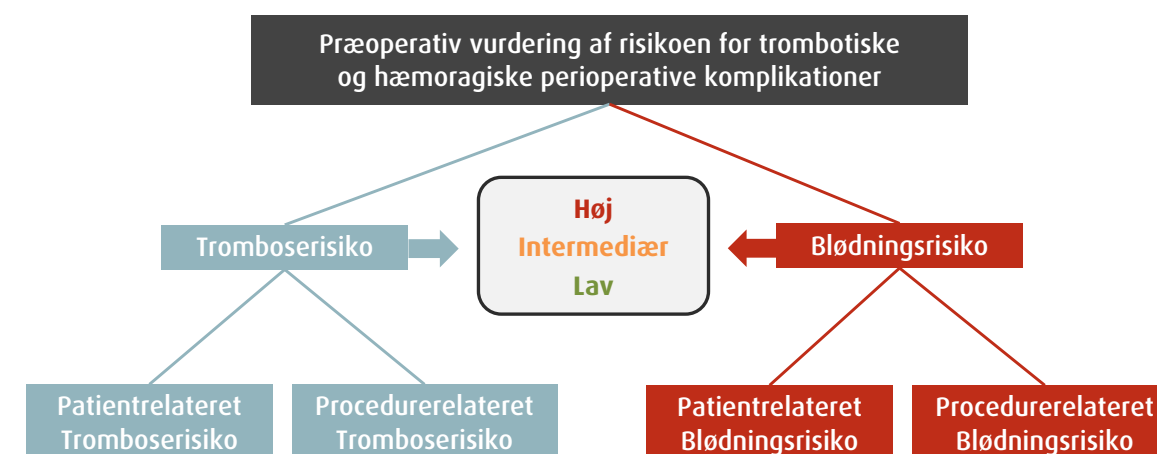 Præoperativ vurdering af risikoen for trombotiske
og hæmoragiske perioperative komplikationer
Høj
Tromboserisiko
Intermediær
Blødningsrisiko
Lav
Patientrelateret
Tromboserisiko
Procedurerelateret
Tromboserisiko
Patientrelateret
Blødningsrisiko
Procedurerelateret
Blødningsrisiko